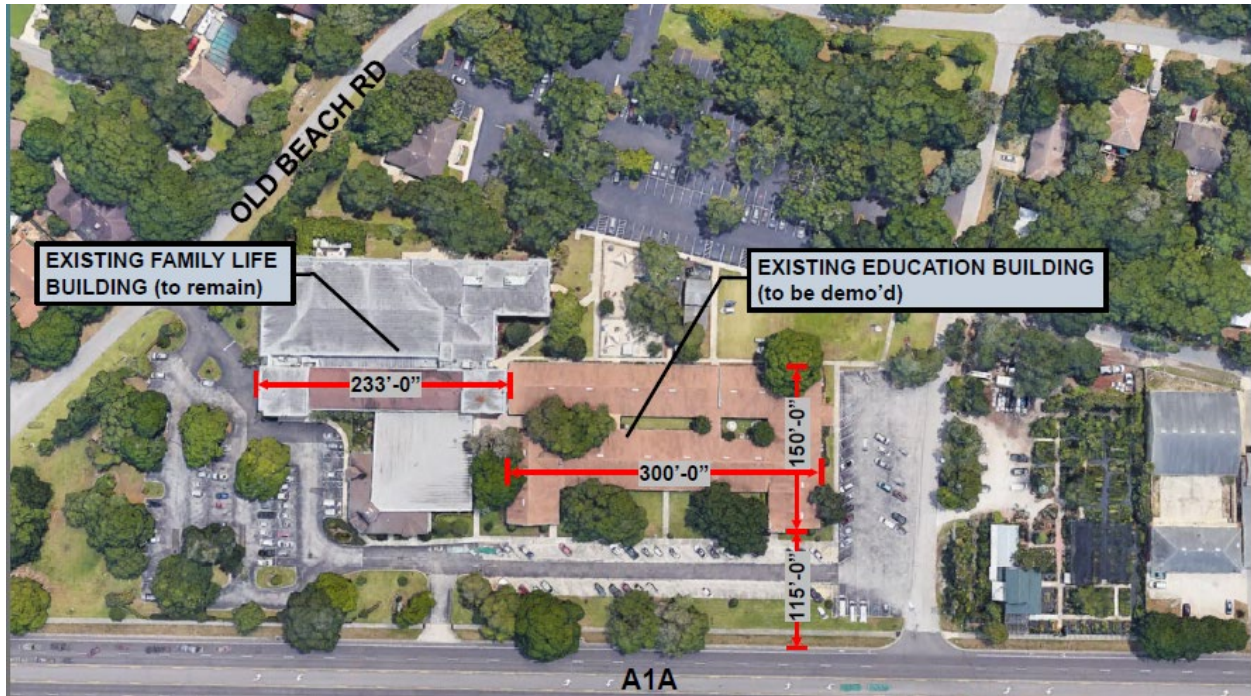 OLD BEACH RD
EXISTING FAMILY LIFE
BUILDING (to remain)
EXISTING EDUCATION BUILDING
(to be demo’d)
233’-0”
150’-0”
300’-0”
115’-0”
A1A